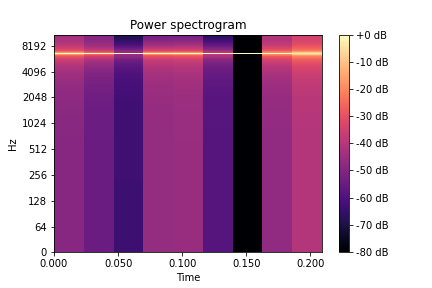 Power spectrogram
8192
4096
2048
1024
512
256
128
64
0
Hz
0.000 0.050 0.100 0.150 0.200
Time
+0 dB
-10 dB
-20 dB
-30 dB
-40 dB
-50 dB
-60 dB
-70 dB
-80 dB